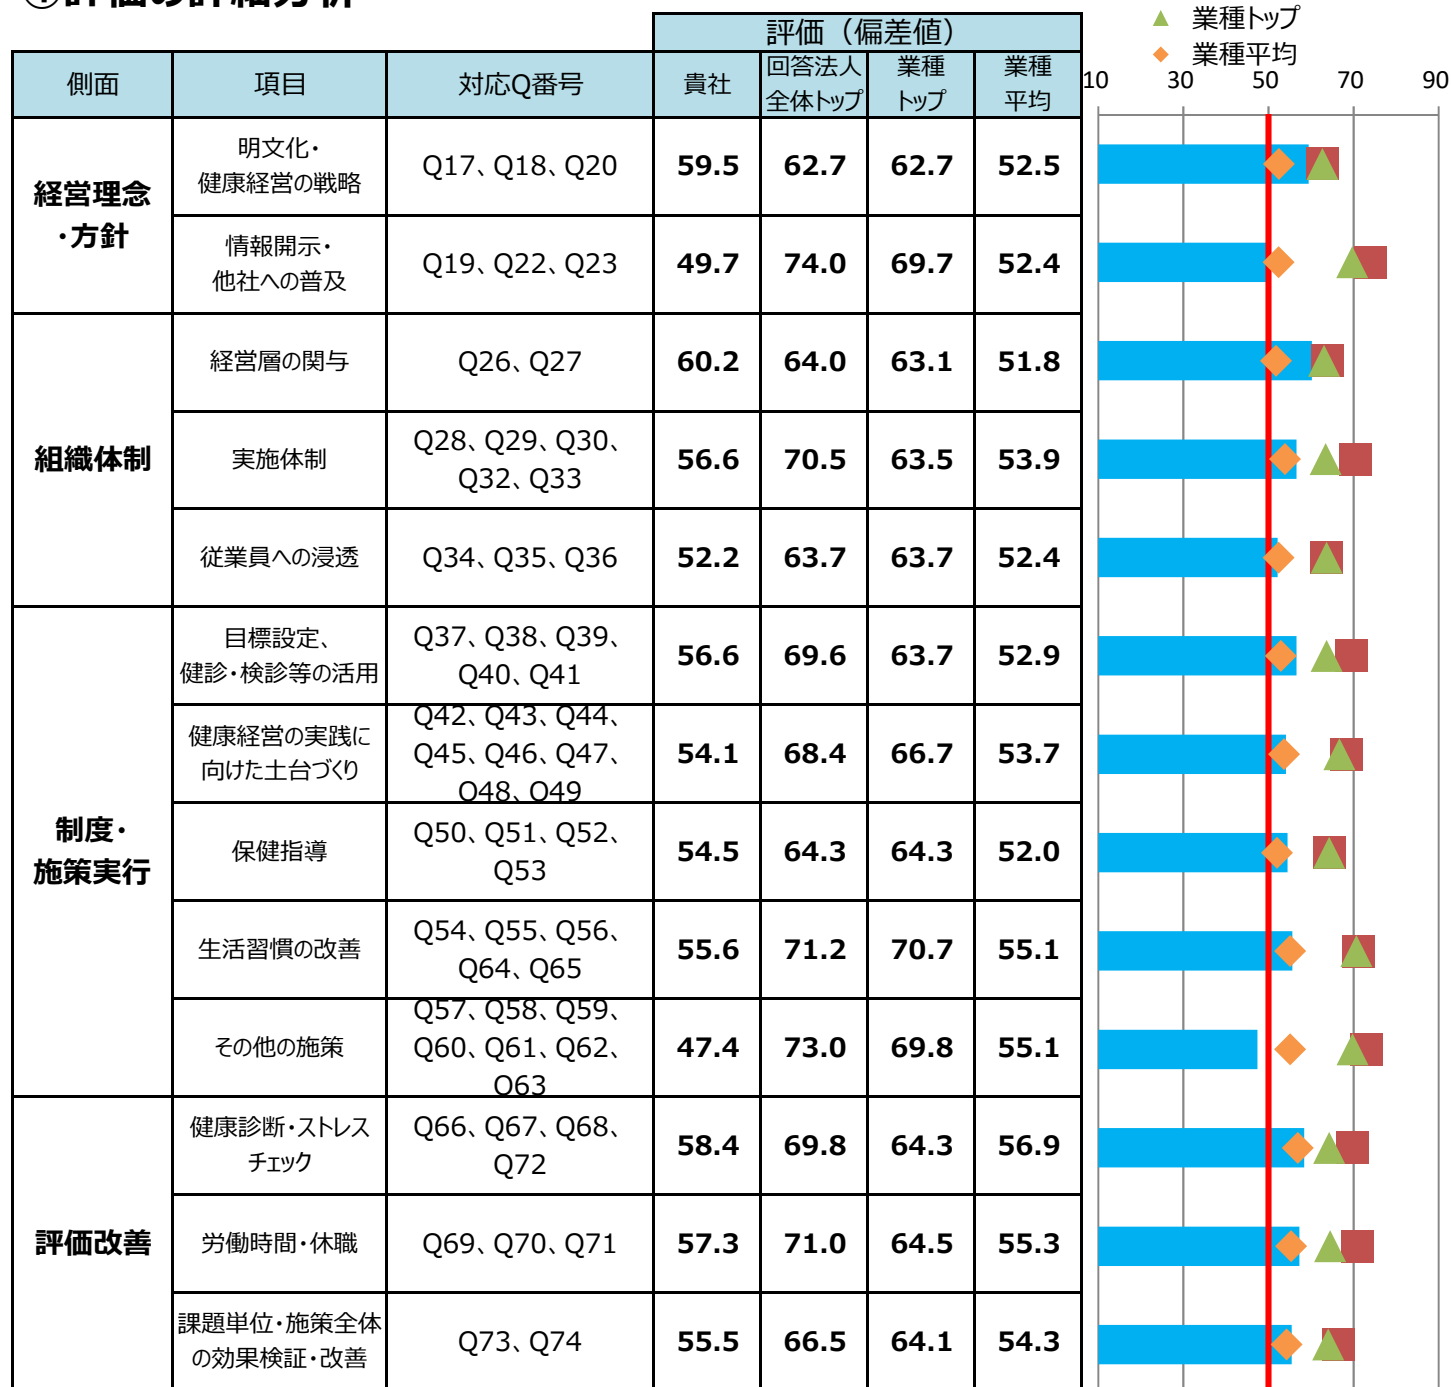 ①評価の詳細分析
▲ 業種トップ
◆ 業種平均
評価（偏差値）
側面 項目 対応Q番号 貴社 回答法人 業種 業種
全体トップ トップ 平均
10 30 50 70 90
経営理念
・方針
明文化・
健康経営の戦略
Q17、Q18、Q20 59.5 62.7 62.7 52.5
情報開示・
他社への普及
Q19、Q22、Q23 49.7 74.0 69.7 52.4
組織体制
経営層の関与 Q26、Q27 60.2 64.0 63.1 51.8
実施体制
Q28、Q29、Q30、
Q32、Q33
56.6 70.5 63.5 53.9
従業員への浸透 Q34、Q35、Q36 52.2 63.7 63.7 52.4
制度・
施策実行
目標設定、
健診・検診等の活用
Q37、Q38、Q39、
Q40、Q41
56.6 69.6 63.7 52.9
健康経営の実践に
向けた土台づくり
Q42、Q43、Q44、
Q45、Q46、Q47、
Q48、Q49
54.1 68.4 66.7 53.7
保健指導
Q50、Q51、Q52、
Q53
54.5 64.3 64.3 52.0
生活習慣の改善
Q54、Q55、Q56、
Q64、Q65
55.6 71.2 70.7 55.1
その他の施策
Q57、Q58、Q59、
Q60、Q61、Q62、
Q63
47.4 73.0 69.8 55.1
評価改善
健康診断・ストレス
チェック
Q66、Q67、Q68、
Q72
58.4 69.8 64.3 56.9
労働時間・休職 Q69、Q70、Q71 57.3 71.0 64.5 55.3
課題単位・施策全体
の効果検証・改善
Q73、Q74 55.5 66.5 64.1 54.3